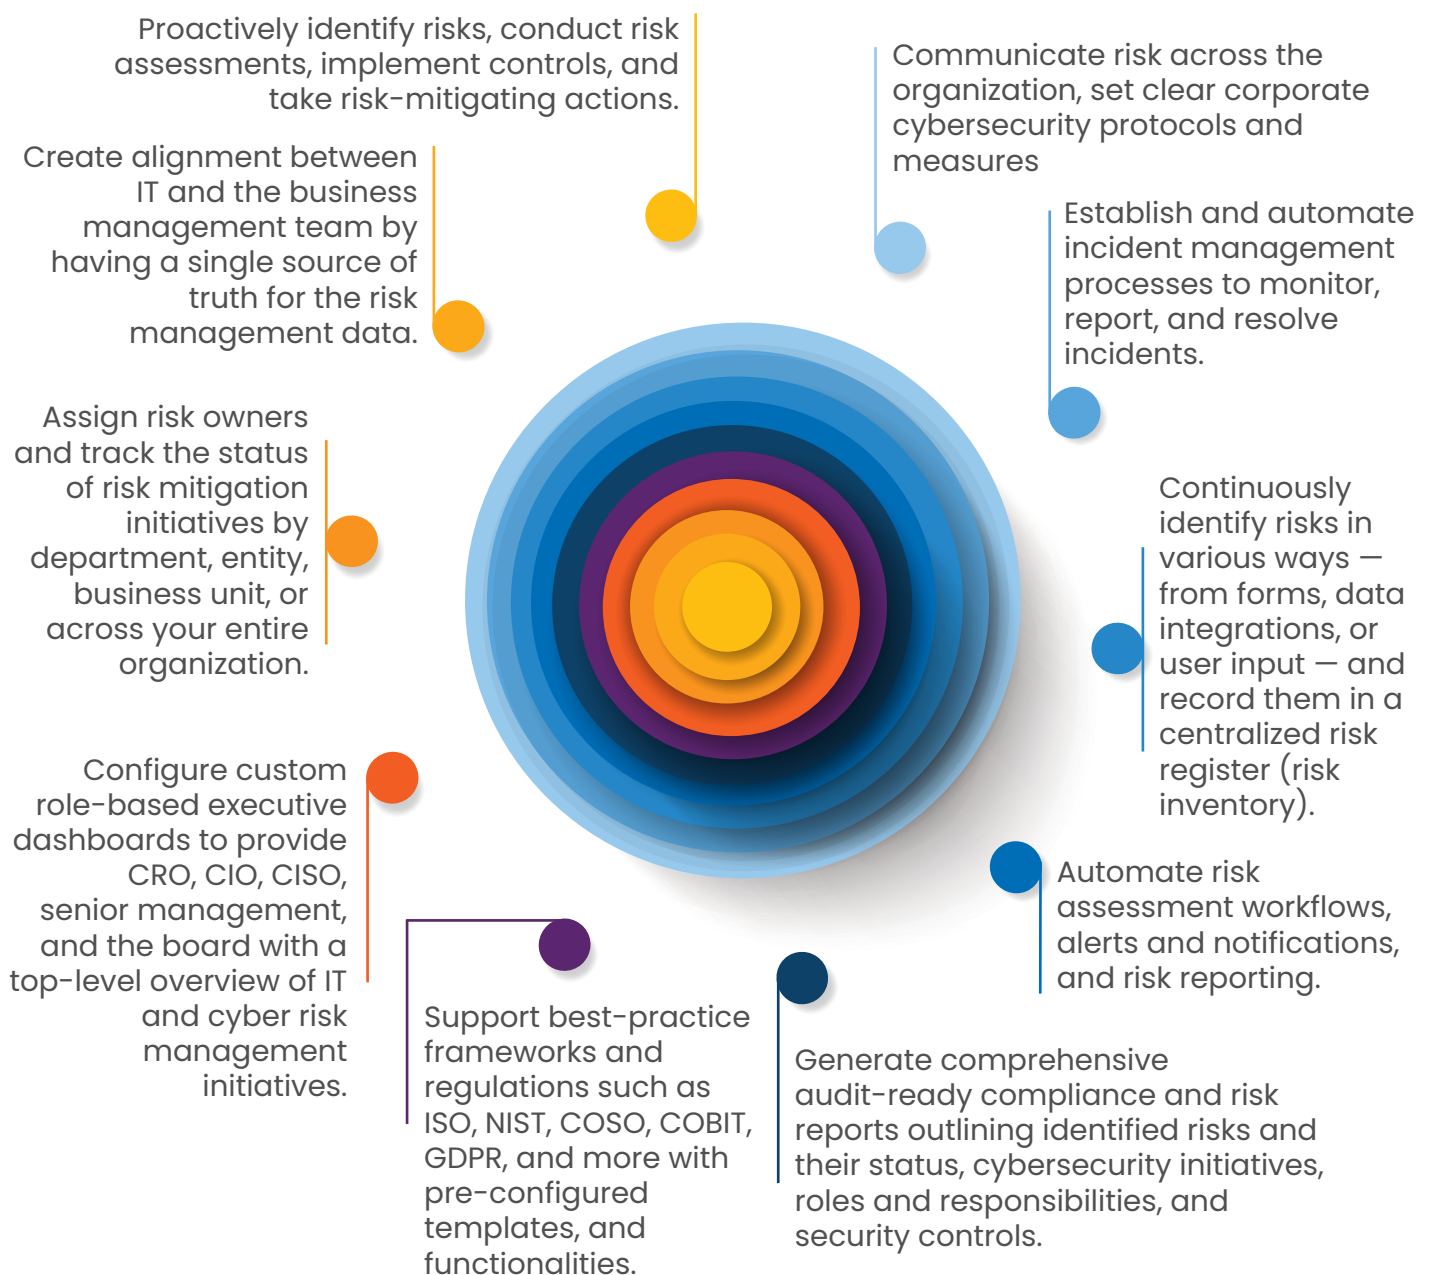 Proactively identify risks, conduct risk
assessments, implement controls, and
take risk-mitigating actions.
Communicate risk across the
organization, set clear corporate
cybersecurity protocols and
measures
Create alignment between
IT and the business
management team by
having a single source of
truth for the risk
management data.
Establish and automate
incident management
processes to monitor,
report, and resolve
incidents.
Assign risk owners
and track the status
of risk mitigation
initiatives by
department, entity,
business unit, or
across your entire
organization.
Continuously
identify risks in
various ways —
from forms, data
integrations, or
user input — and
record them in a
centralized risk
register (risk
inventory).
Configure custom
role-based executive
dashboards to provide
CRO, CIO, CISO,
senior management,
and the board with a
top-level overview of IT
and cyber risk
management
initiatives.
Automate risk
assessment workflows,
alerts and notifications,
and risk reporting.
Support best-practice
frameworks and
regulations such as
ISO, NIST, COSO, COBIT,
GDPR, and more with
pre-configured
templates, and
functionalities.
Generate comprehensive
audit-ready compliance and risk
reports outlining identified risks and
their status, cybersecurity initiatives,
roles and responsibilities, and
security controls.